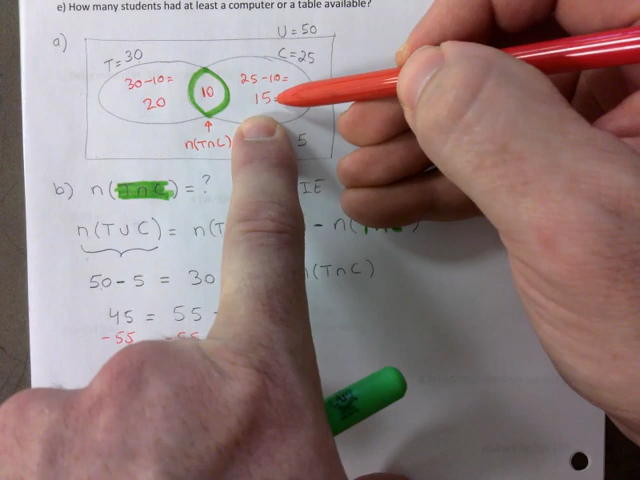 e) How many students had at least a computer or a table available?
a)
U = 50
T = 30
C = 25
30-10=
20
10
25-10=
15
n(T∩C)
5
b) n(T∩C) = ? IE
n(T∪C) = n(T - n(
50-5 = 30 n(T∩C)
45 = 55 -
-55 -55